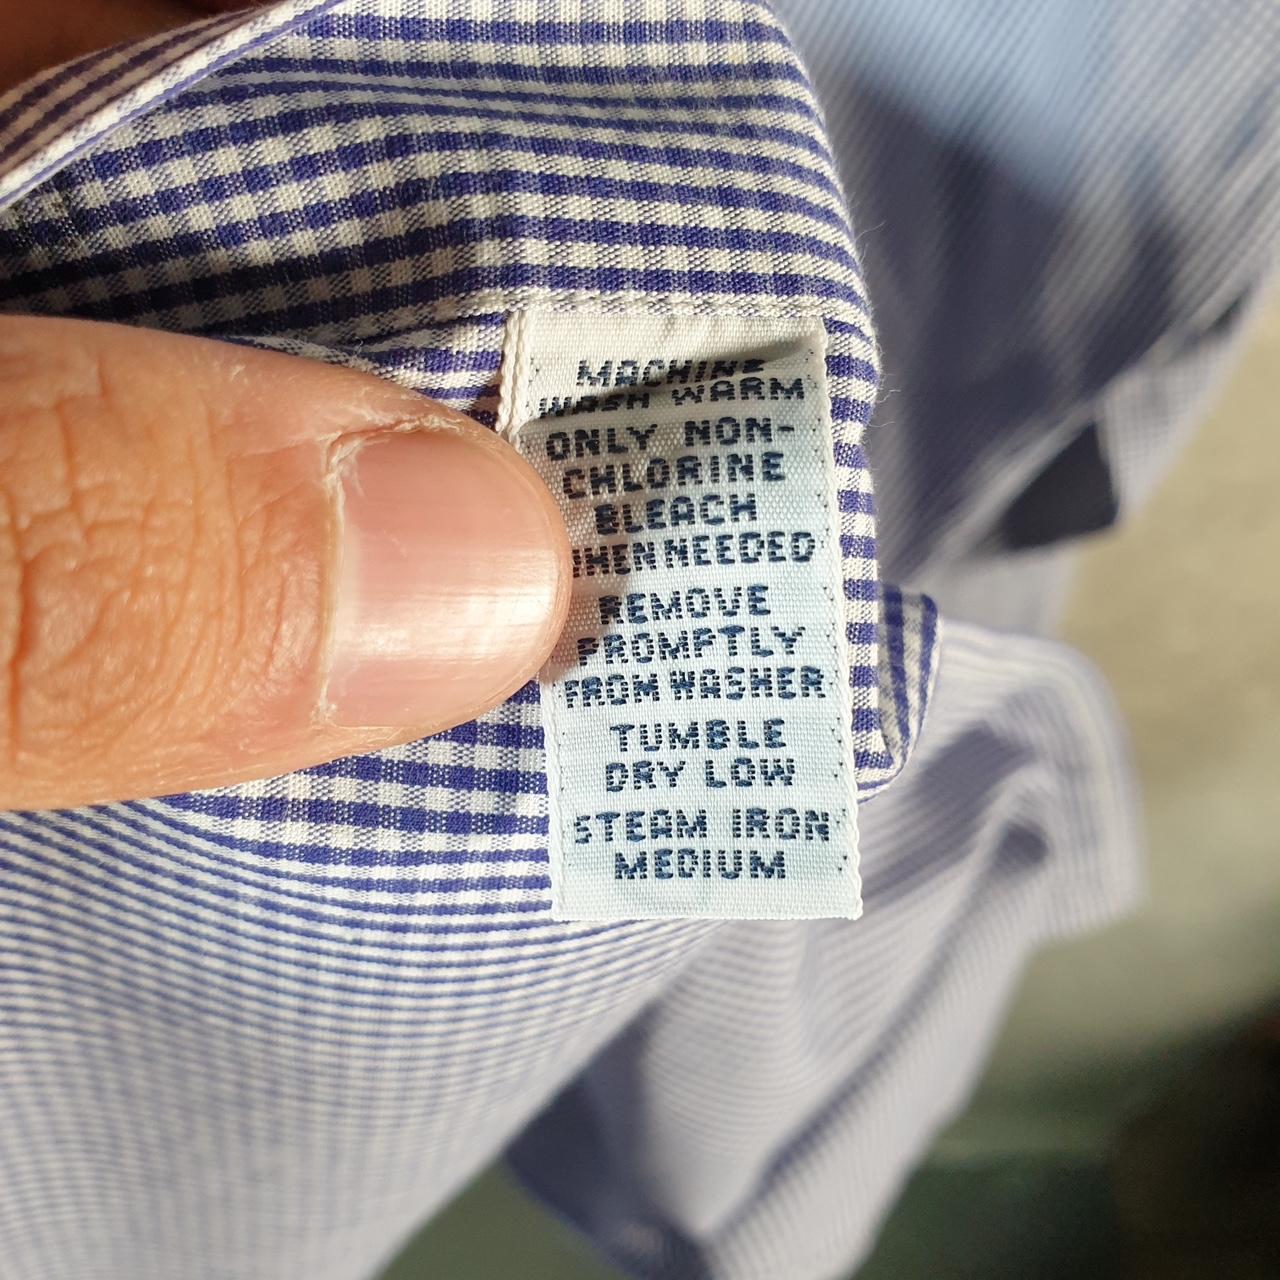 MACHINE
WASH WARM
ONLY NON-
CHLORINE
BLEACH
WHEN NEEDED
REMOVE
PROMPTLY
FROM WASHER
TUMBLE
DRY LOW
STEAM IRON
MEDIUM